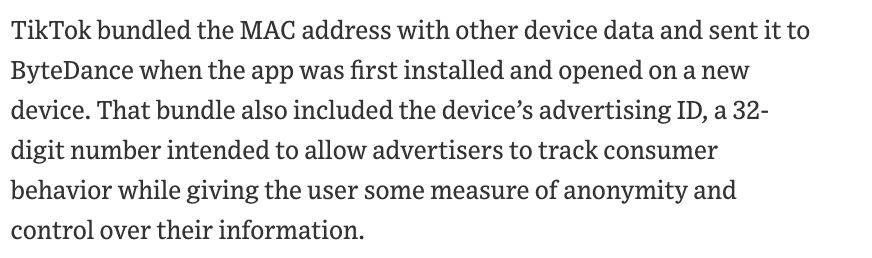 TikTok bundled the MAC address with other device data and sent it to
ByteDance when the app was first installed and opened on a new
device. That bundle also included the device’s advertising ID, a 32-
digit number intended to allow advertisers to track consumer
behavior while giving the user some measure of anonymity and
control over their information.